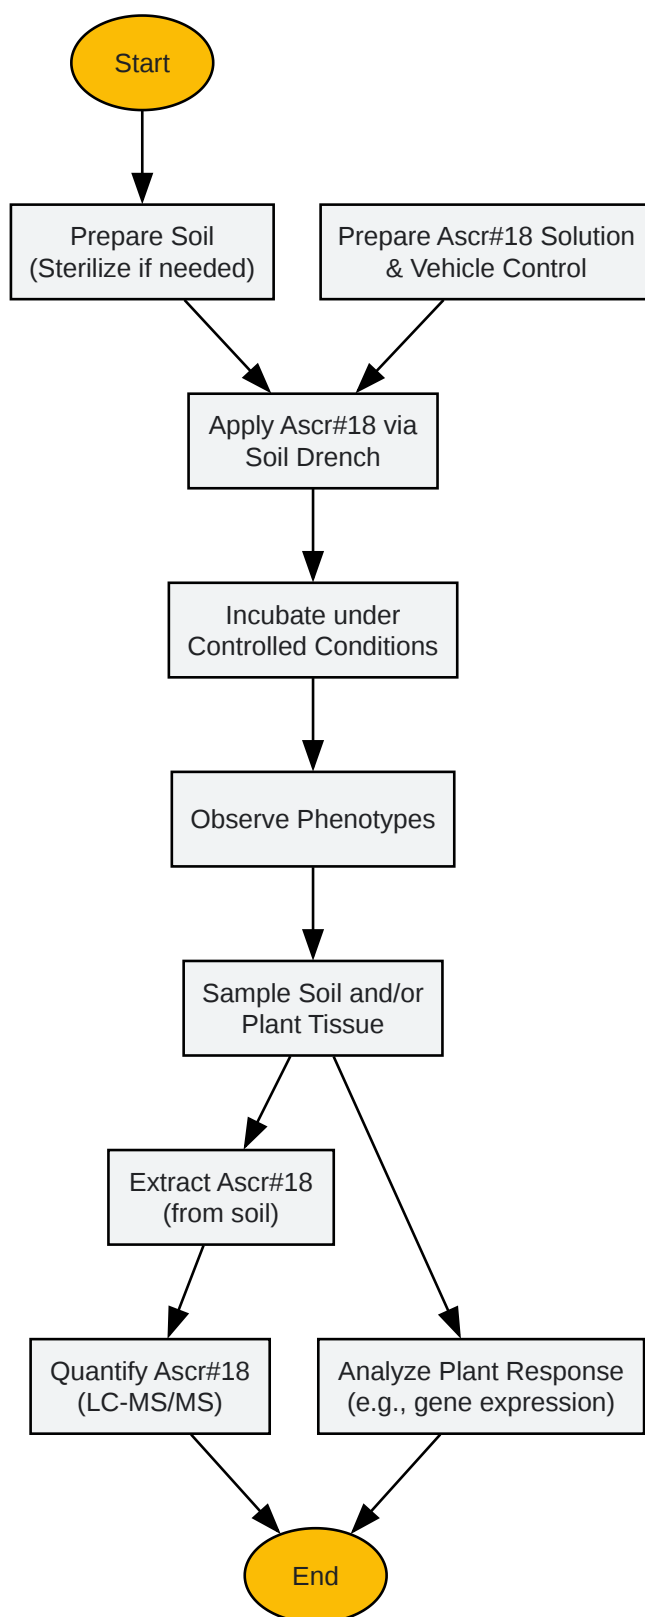 Start
Prepare Soil
(Sterilize if needed)
Prepare Ascr#18 Solution
& Vehicle Control
Apply Ascr#18 via
Soil Drench
Incubate under
Controlled Conditions
Observe Phenotypes
Sample Soil and/or
Plant Tissue
Extract Ascr#18
(from soil)
Quantify Ascr#18
(LC-MS/MS)
Analyze Plant Response
(e.g., gene expression)
End